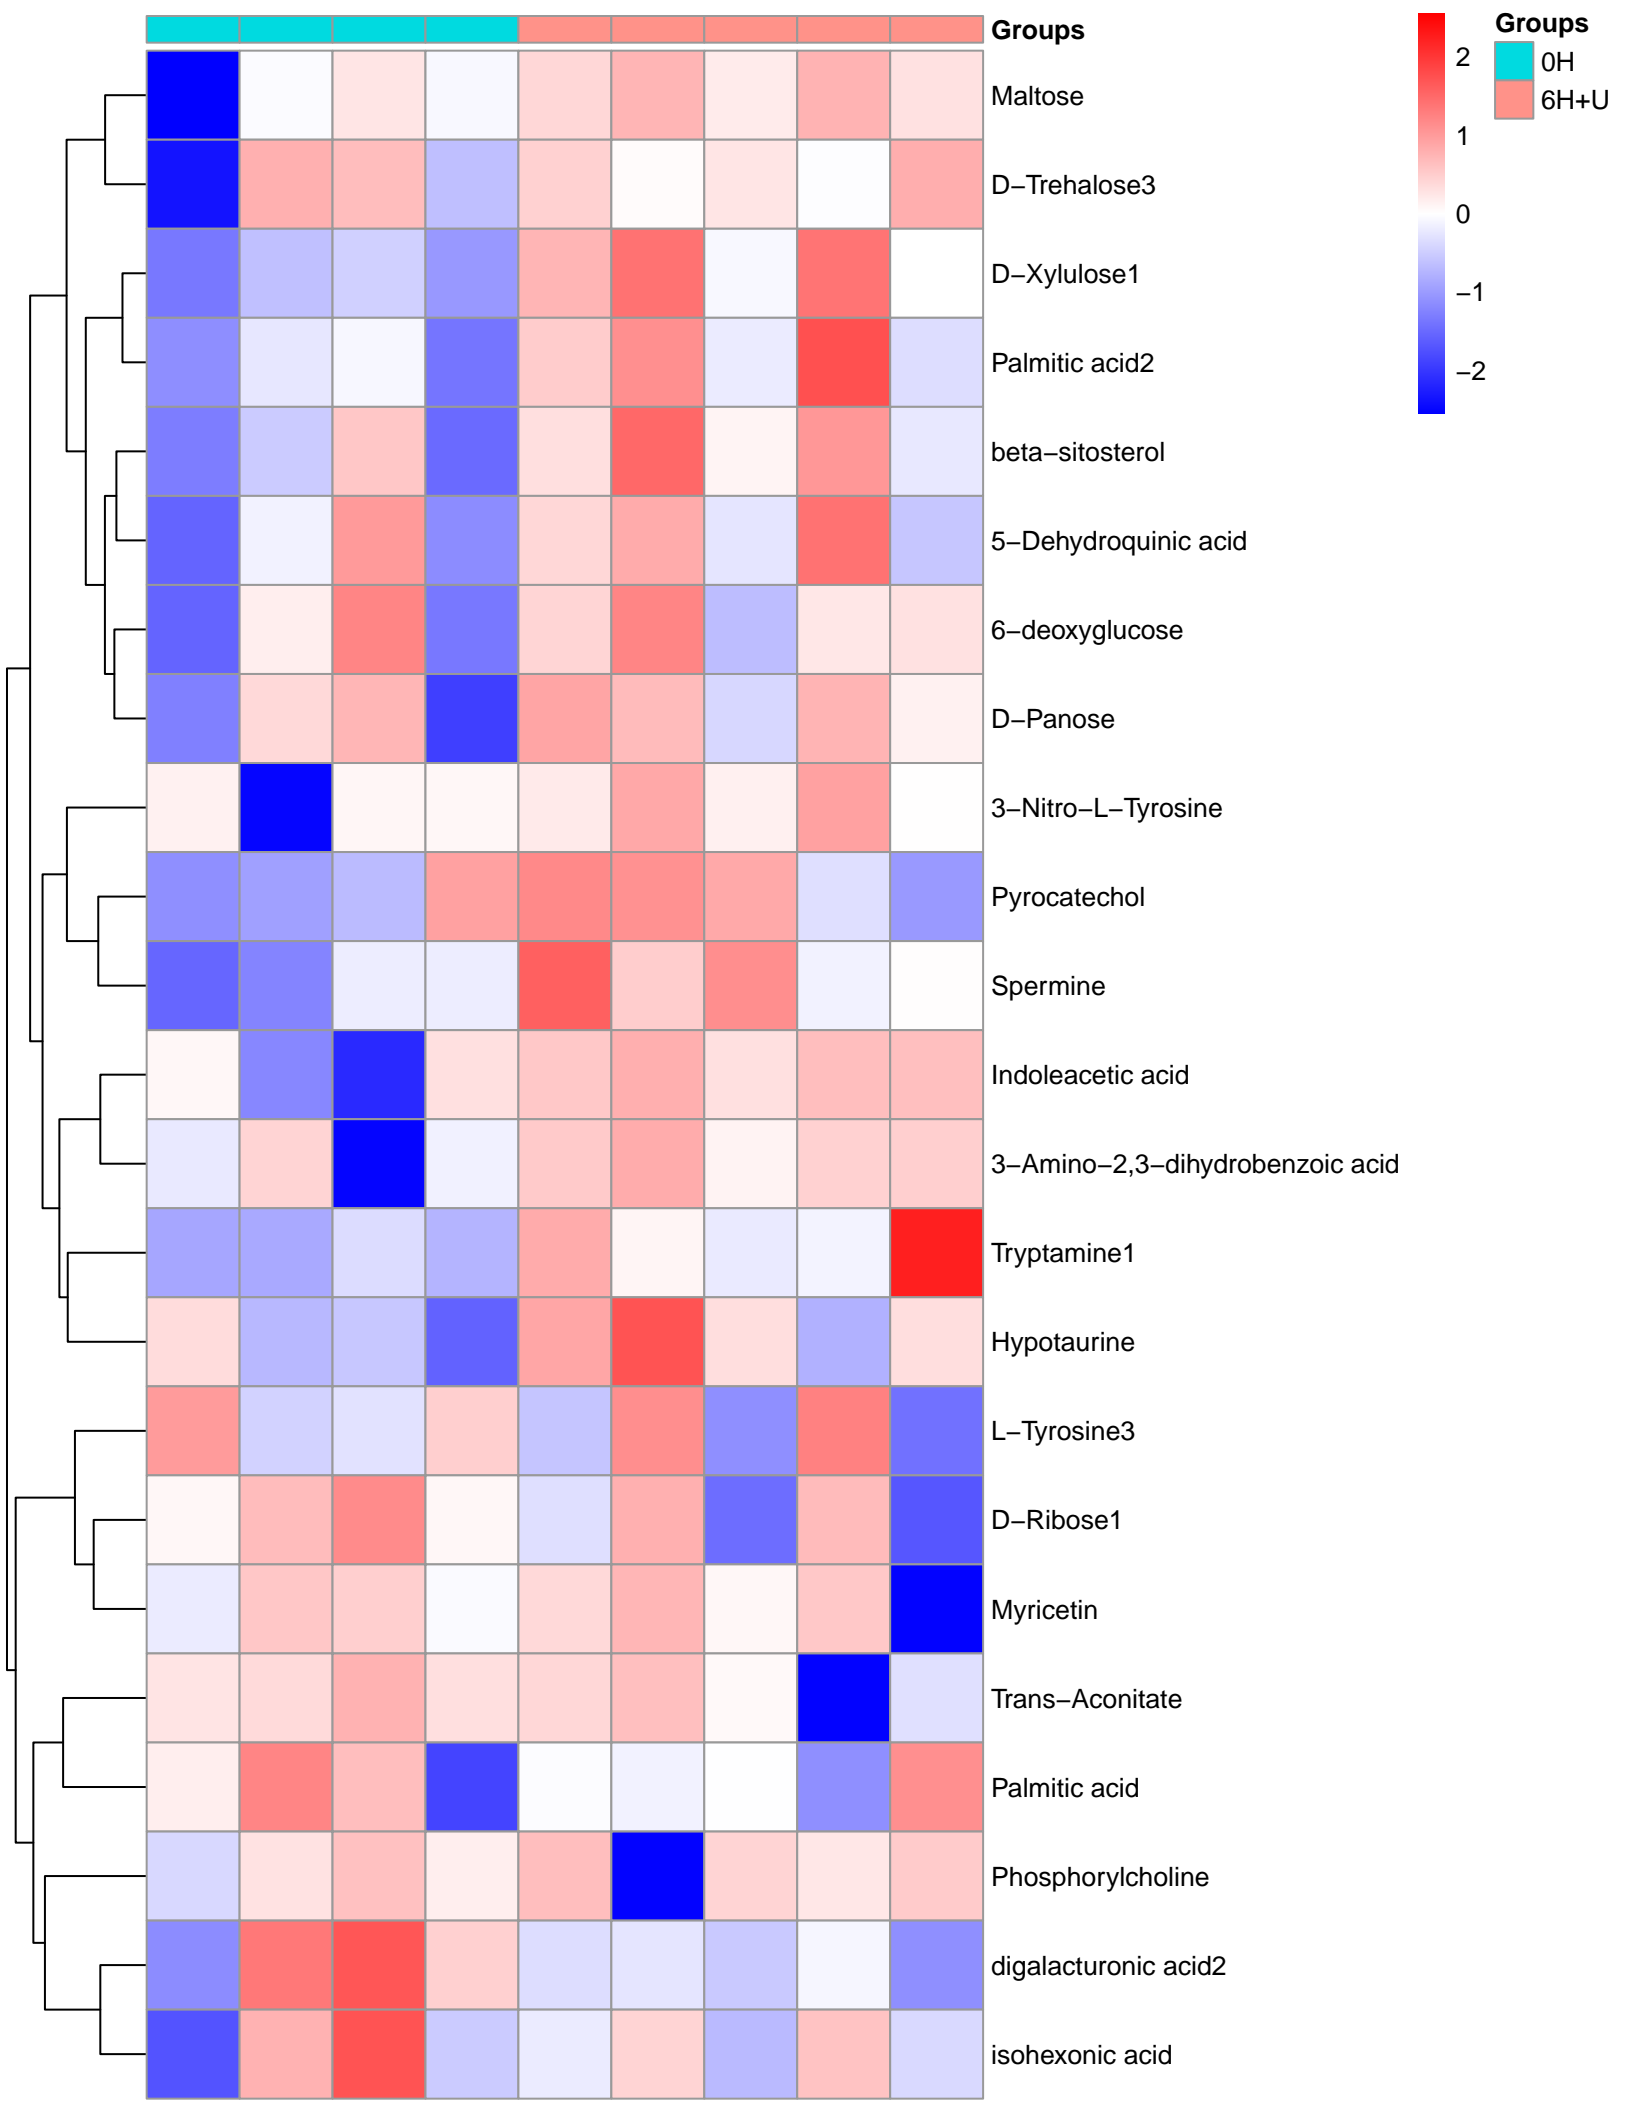 Groups
Maltose
D−Trehalose3
D−Xylulose1
Palmitic acid2
beta−sitosterol
5−Dehydroquinic acid
6−deoxyglucose
D−Panose
3−Nitro−L−Tyrosine
Pyrocatechol
Spermine
Indoleacetic acid
3−Amino−2,3−dihydrobenzoic acid
Tryptamine1
Hypotaurine
L−Tyrosine3
D−Ribose1
Myricetin
Trans−Aconitate
Palmitic acid
Phosphorylcholine
digalacturonic acid2
isohexonic acid
2
1
0
−1
−2
Groups
0H
6H+U